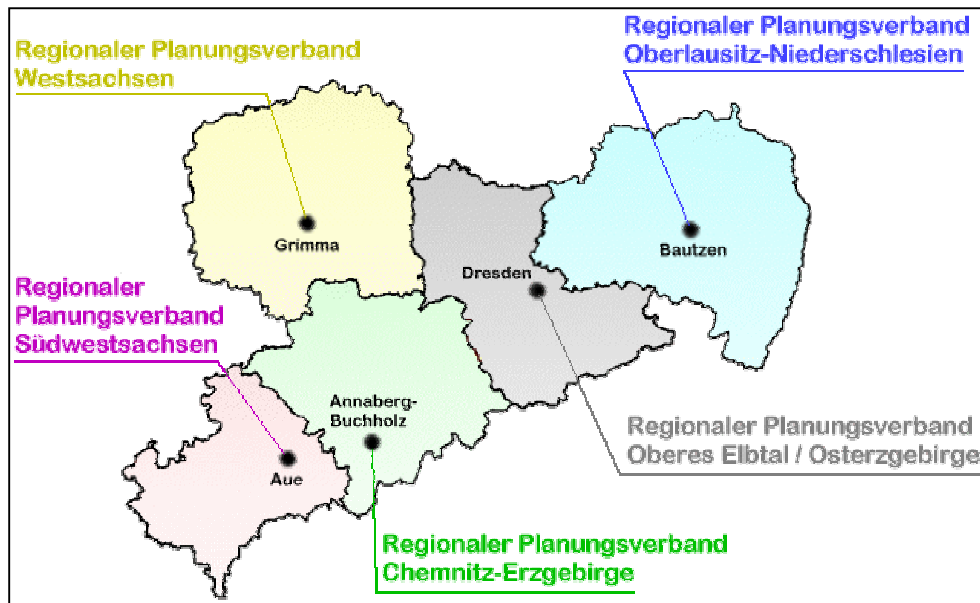 Regionaler Planungsverband
Westsachsen
Regionaler Planungsverband
Oberlausitz-Niederschlesien
Grimma
Bautzen
Dresden
Regionaler
Planungsverband
Südwestsachsen
Annaberg-
Buchholz
Aue
Regionaler Planungsverband
Oberes Elbtal / Osterzgebirge
Regionaler Planungsverband
Chemnitz-Erzgebirge